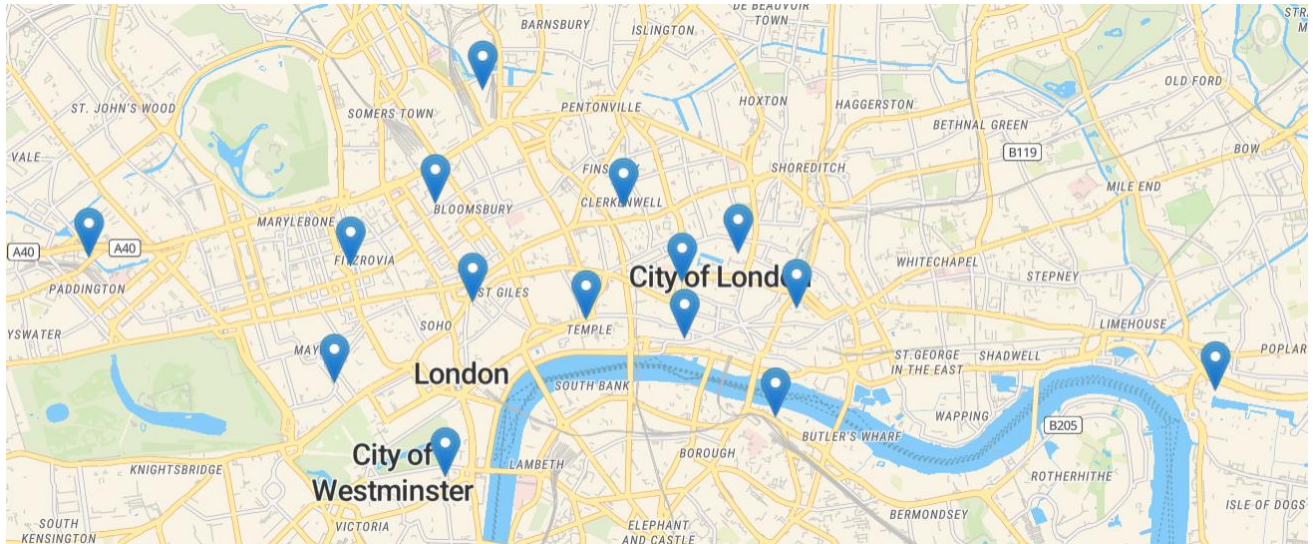 BARNSBURY
DE BEAUVOIR
TOWN
ISLINGTON
ST. JOHN'S WOOD
SOMERS TOWN
PENTONVILLE
HOXTON
HAGGERSTON
OLD FORD
BETHNAL GREEN
VALE
B119
BOW
SHOREDITCH
MILE END
CLERKENWELL
BLOOMSBURY
MARYLEBONE
A40
A40
FITZROVIA
WHITECHAPEL
STEPNEY
City of London
PADDINGTON
ST GILES
YSWATER
SOHO
TEMPLE
LIMEHOUSE
POPLAR
ST.GEORGE
IN THE EAST
SHADWELL
London
SOUTH BANK
WAPPING
B205
BUTLER'S WHARF
City of
Westminster
KNIGHTSBRIDGE
LAMBETH
BOROUGH
ROTHERHITHE
ISLE OF DOGS
SOUTH
KENSINGTON
VICTORIA
ELEPHANT
AND CASTLE
BERMONDSEY